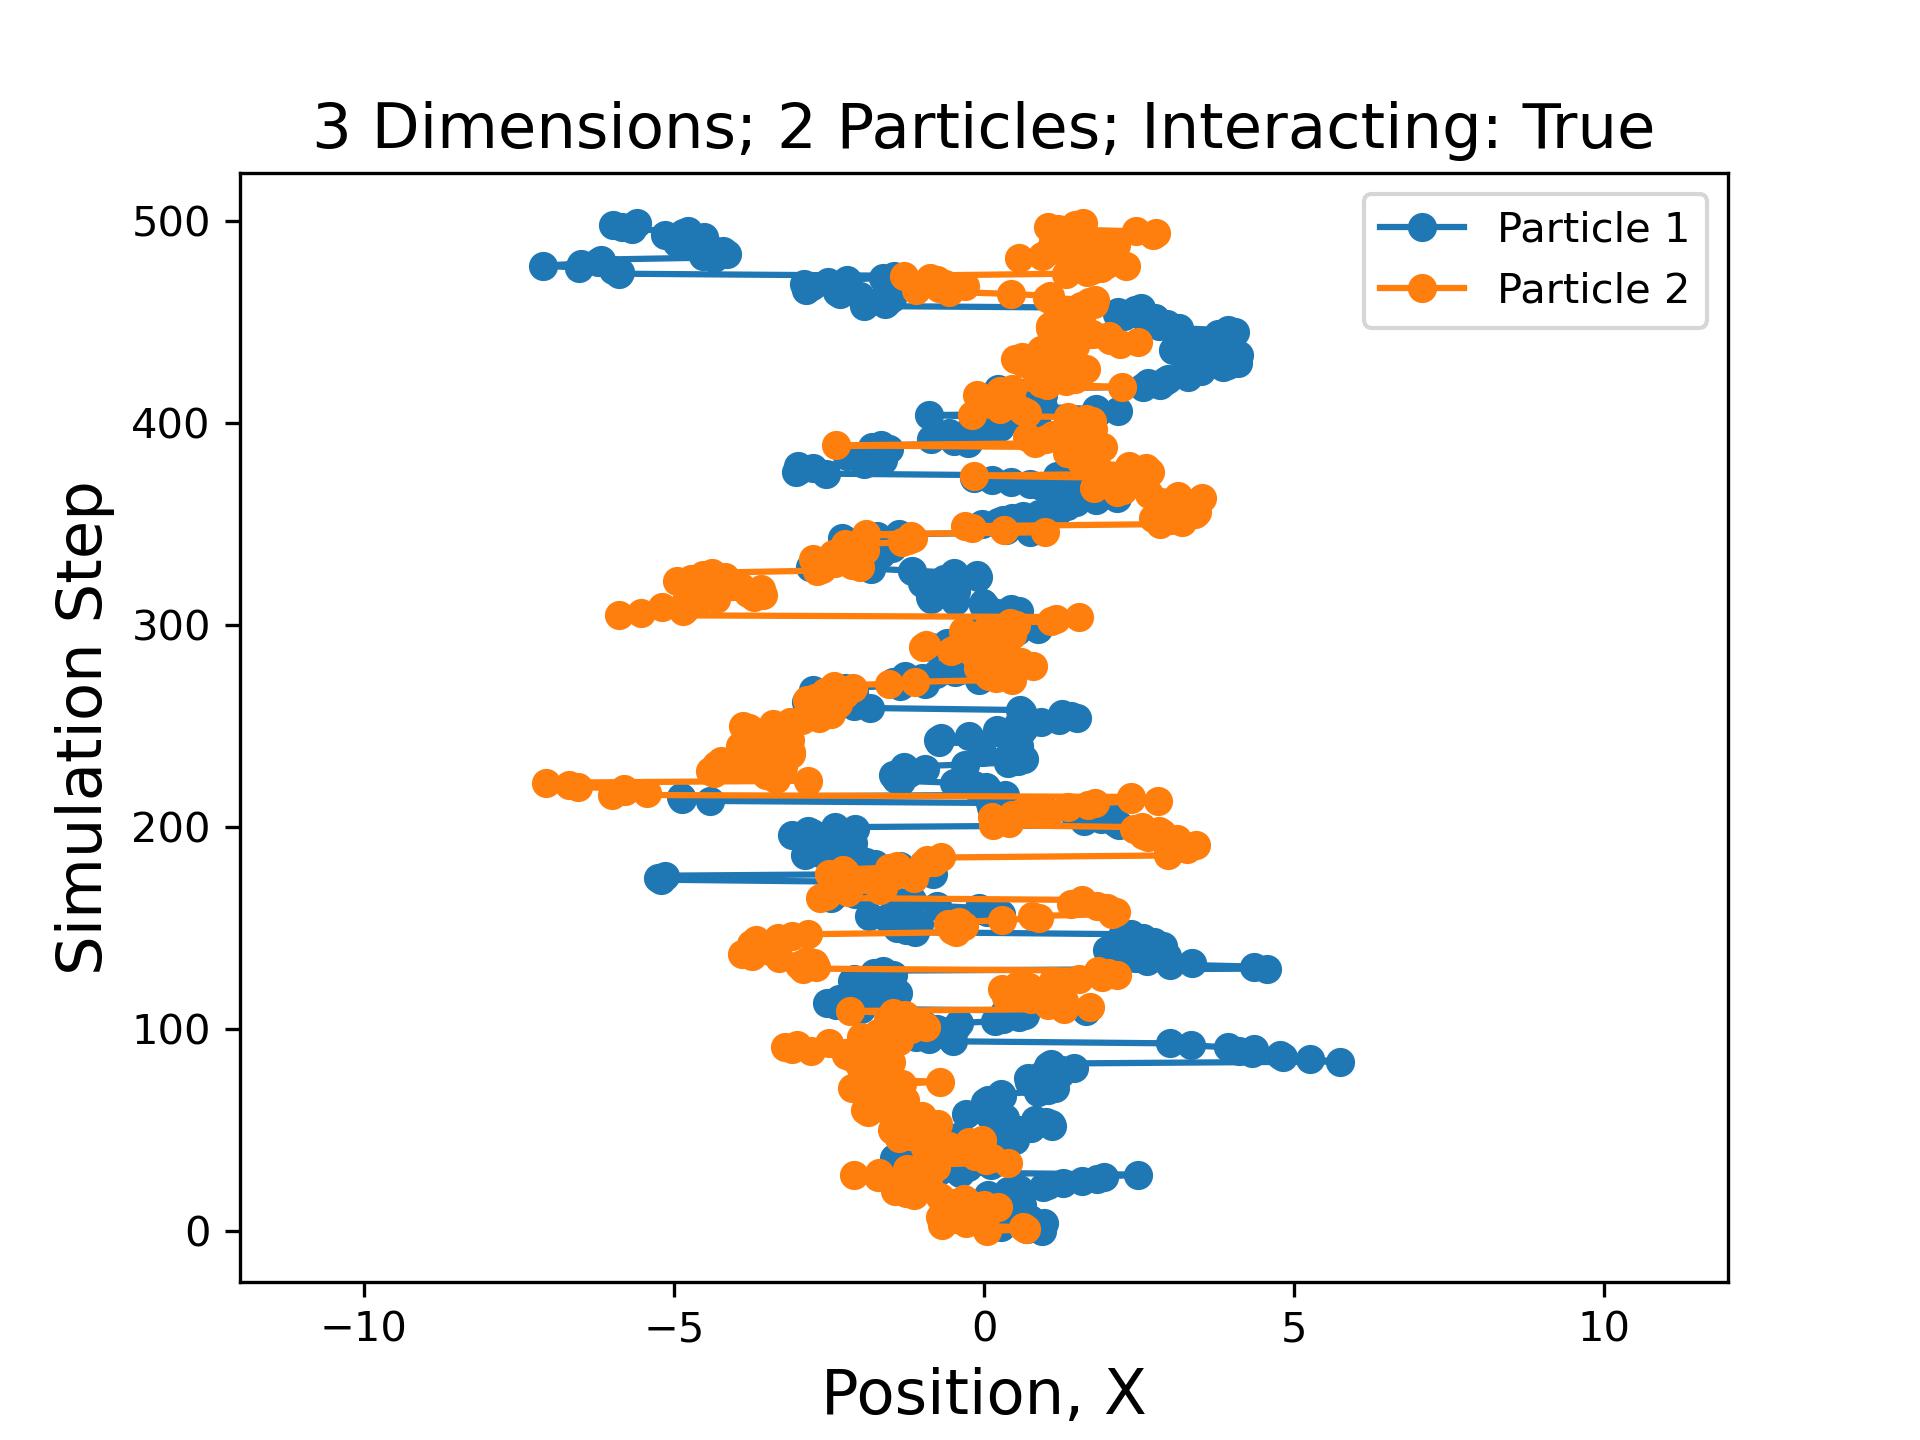 3 Dimensions; 2 Particles; Interacting: True
Particle 1
Particle 2
500
400
300
200
100
0
Simulation Step
−10
−5
0
5
10
Position, X